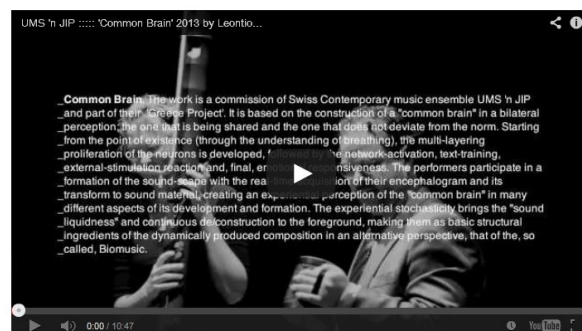 UMS 'n JIP ::::: 'Common Brain' 2013 by Leontio...
_Common Brain. The work is a commission of Swiss Contemporary music ensemble UMS 'n JIP
_and part of their 'Greece Project'. It is based on the construction of a "common brain" in a bilateral
_perception; the one that is being shared and the one that does not deviate from the norm. Starting
_from the point of existence (through the understanding of breathing), the multi-layering
_proliferation of the neurons is developed, followed by the network-activation, text-training,
_external-stimulation reaction and, final, emotional responsiveness. The performers participate in a
_formation of the sound-scape with the real-time acquisition of their encephalogram and its
_transform to sound material, creating an experiential perception of the "common brain" in many
_different aspects of its development and formation. The experiential stochasticity brings the "sound
_liquidness" and continuous de/construction to the foreground, making them as basic structural
_ingredients of the dynamically produced composition in an alternative perspective, that of the, so
_called, Biomusic.
0:00 / 10:47
YouTube